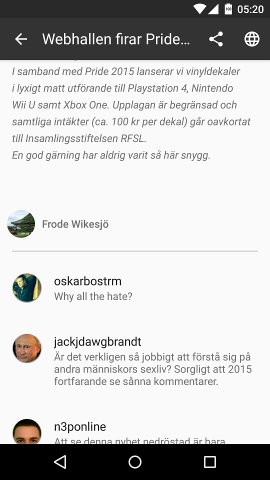 05:20
Webhallen firar Pride...
I samband med Pride 2015 lanserar vi vinyldekaler
i lyxigt matt utförande till Playstation 4, Nintendo
Wii U samt Xbox One. Upplagan är begränsad och
samtliga intäkter (ca. 100 kr per dekal) går oavkortat
till Insamlingsstiftelsen RFSL.
En god gärning har aldrig varit så här snygg.
Frode Wikesjö
oskarbostrm
Why all the hate?
jackjdawgbrandt
Är det verkligen så jobbigt att förstå sig på
andra människors sexliv? Sorgligt att 2015
fortfarande se sånna kommentarer.
n3ponline
Att se denna nyhet nedröstad är bara